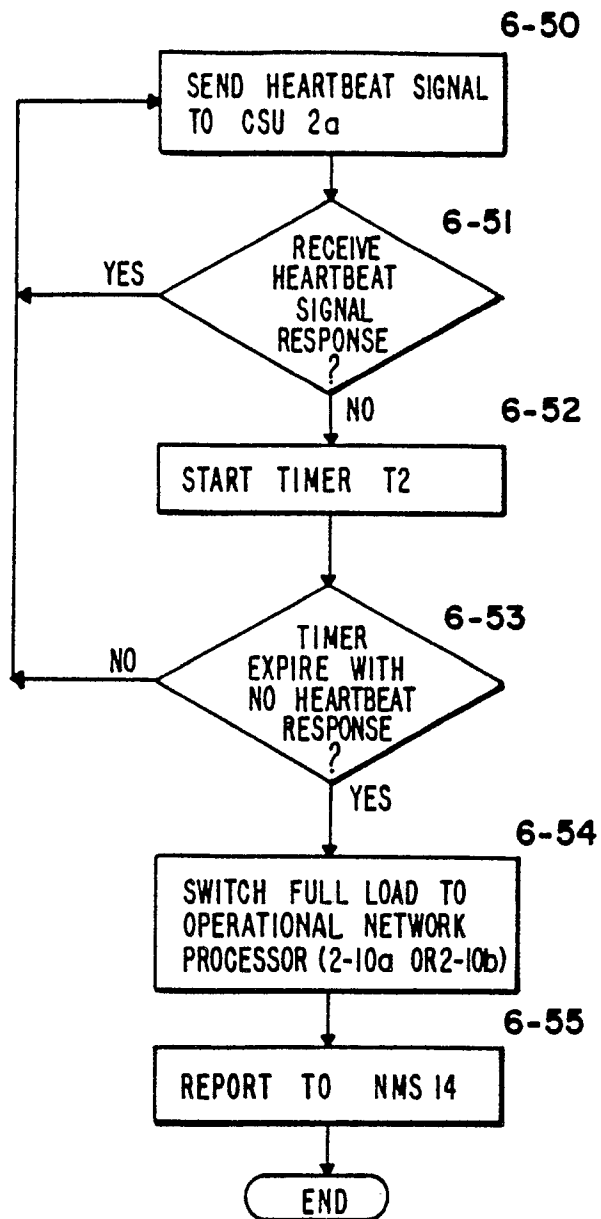 6-50
SEND HEARTBEAT SIGNAL
TO CSU 2a
6-51
RECEIVE
HEARTBEAT
SIGNAL
RESPONSE
?
YES
NO
6-52
START TIMER T2
6-53
TIMER
EXPIRE WITH
NO HEARTBEAT
RESPONSE
?
NO
YES
6-54
SWITCH FULL LOAD TO
OPERATIONAL NETWORK
PROCESSOR (2-10a OR2-10b)
6-55
REPORT TO NMS 14
END